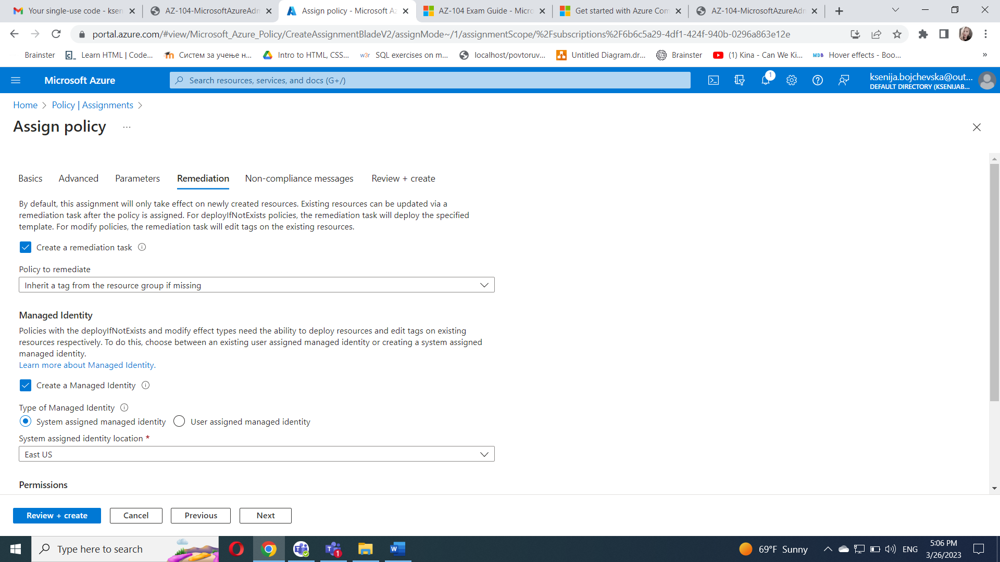 Your single-use code - ksen
AZ-104-MicrosoftAzureAdn
Assign policy - Microsoft Az
AZ-104 Exam Guide - Micro
Get started with Azure Com
AZ-104-MicrosoftAzureAdn
portal.azure.com/#view/Microsoft_Azure_Policy/CreateAssignmentBladeV2/assignMode~/1/assignmentScope/%2Fsubscriptions%2F6b6c5a29-4df1-424f-940b-0296a863e12e
Brainster
Learn HTML | Code...
Систем за учење н...
Intro to HTML, CSS...
w3r SQL exercises on m...
localhost/povtoruv...
Untitled Diagram.dr...
Brainster
(1) Kina - Can We Ki...
MDB Hover effects - Boo...
»
Microsoft Azure
Search resources, services, and docs (G+/)
1
ksenija.bojchevska@out...
DEFAULT DIRECTORY (KSENIJAB...
Home > Policy | Assignments >
Assign policy ...
Basics Advanced Parameters Remediation Non-compliance messages Review + create
By default, this assignment will only take effect on newly created resources. Existing resources can be updated via a
remediation task after the policy is assigned. For deployIfNotExists policies, the remediation task will deploy the specified
template. For modify policies, the remediation task will edit tags on the existing resources.
Create a remediation task
Policy to remediate
Inherit a tag from the resource group if missing
Managed Identity
Policies with the deployIfNotExists and modify effect types need the ability to deploy resources and edit tags on existing
resources respectively. To do this, choose between an existing user assigned managed identity or creating a system assigned
managed identity.
Learn more about Managed Identity.
Create a Managed Identity
Type of Managed Identity
System assigned managed identity User assigned managed identity
System assigned identity location *
East US
Permissions
Review + create Cancel Previous Next
Type here to search
1
69°F Sunny
ENG
5:06 PM
3/26/2023